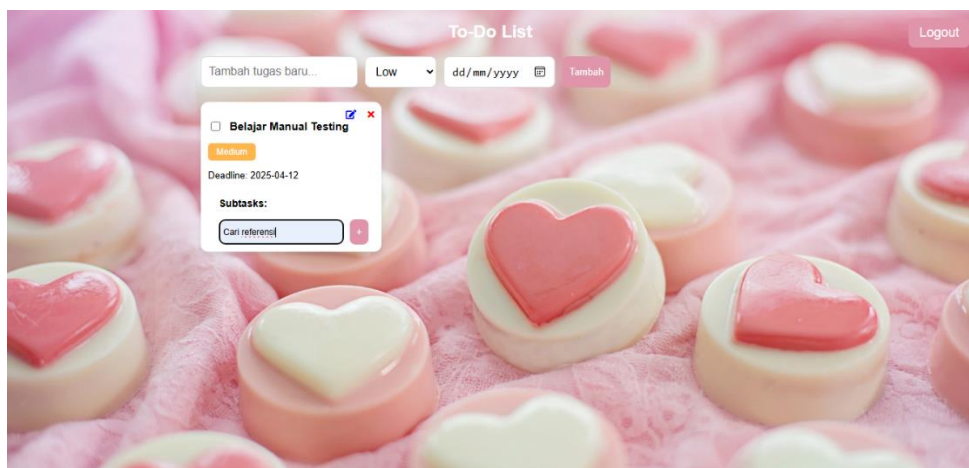 To-Do List
Logout
Tambah tugas baru... Low dd/mm/yyyy Tambah
Belajar Manual Testing
Medium
Deadline: 2025-04-12
Subtasks:
Cari referensi +